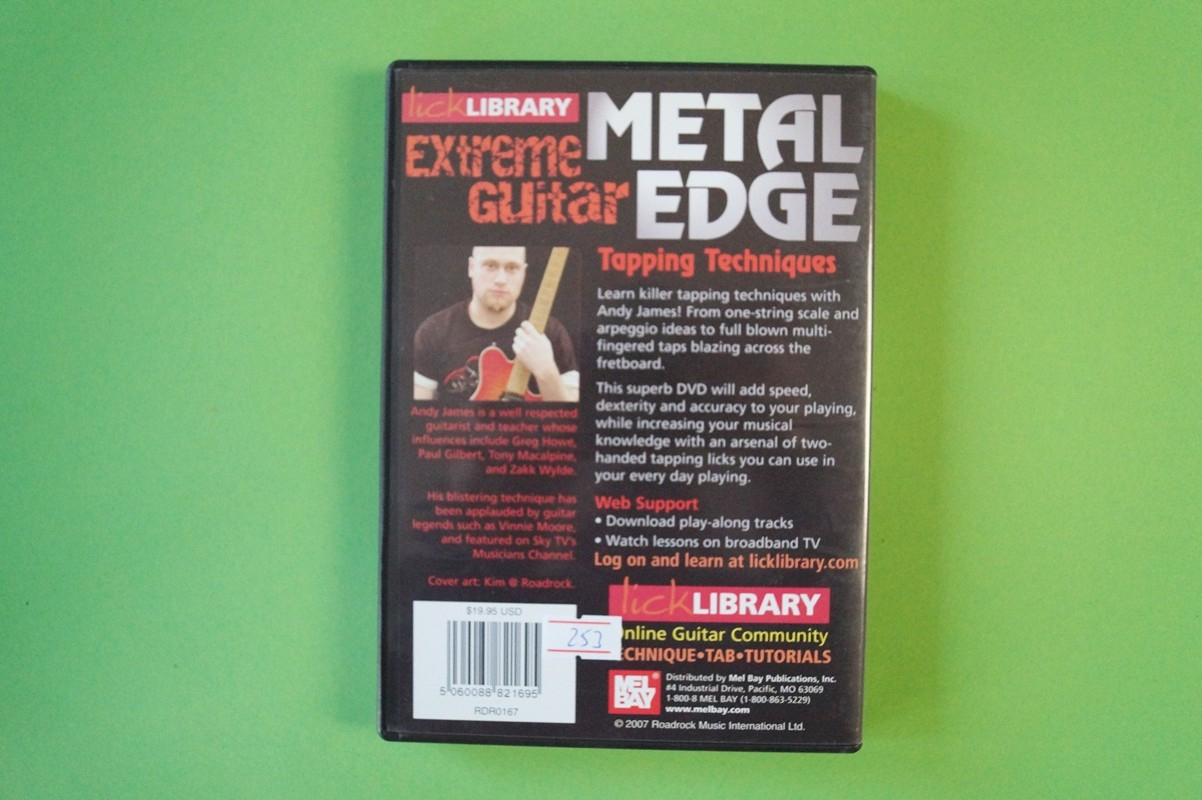 lick LIBRARY
Extreme Guitar
METAL EDGE
Tapping Techniques
Learn killer tapping techniques with
Andy James! From one-string scale and
arpeggio ideas to full blown multi-
fingered taps blazing across the
fretboard.
This superb DVD will add speed,
dexterity and accuracy to your playing,
while increasing your musical
knowledge with an arsenal of two-
handed tapping licks you can use in
your every day playing.
Web Support
• Download play-along tracks
• Watch lessons on broadband TV
Log on and learn at licklibrary.com
Andy James is a well respected
guitarist and teacher whose
influences include Greg Howe,
Paul Gilbert, Tony Macalpine,
and Zakk Wylde.
His blistering technique has
been applauded by guitar
legends such as Vinnie Moore,
and featured on Sky TV's
Musicians Channel.
Cover art: Kim @ Roadrock.
$19.95 USD
5 060088 821695
RDR0167
253
lick LIBRARY
nline Guitar Community
ECHNIQUE•TAB•TUTORIALS
MEL BAY®
Distributed by Mel Bay Publications, Inc.
#4 Industrial Drive, Pacific, MO 63069
1-800-8 MEL BAY (1-800-863-5229)
www.melbay.com
© 2007 Roadrock Music International Ltd.